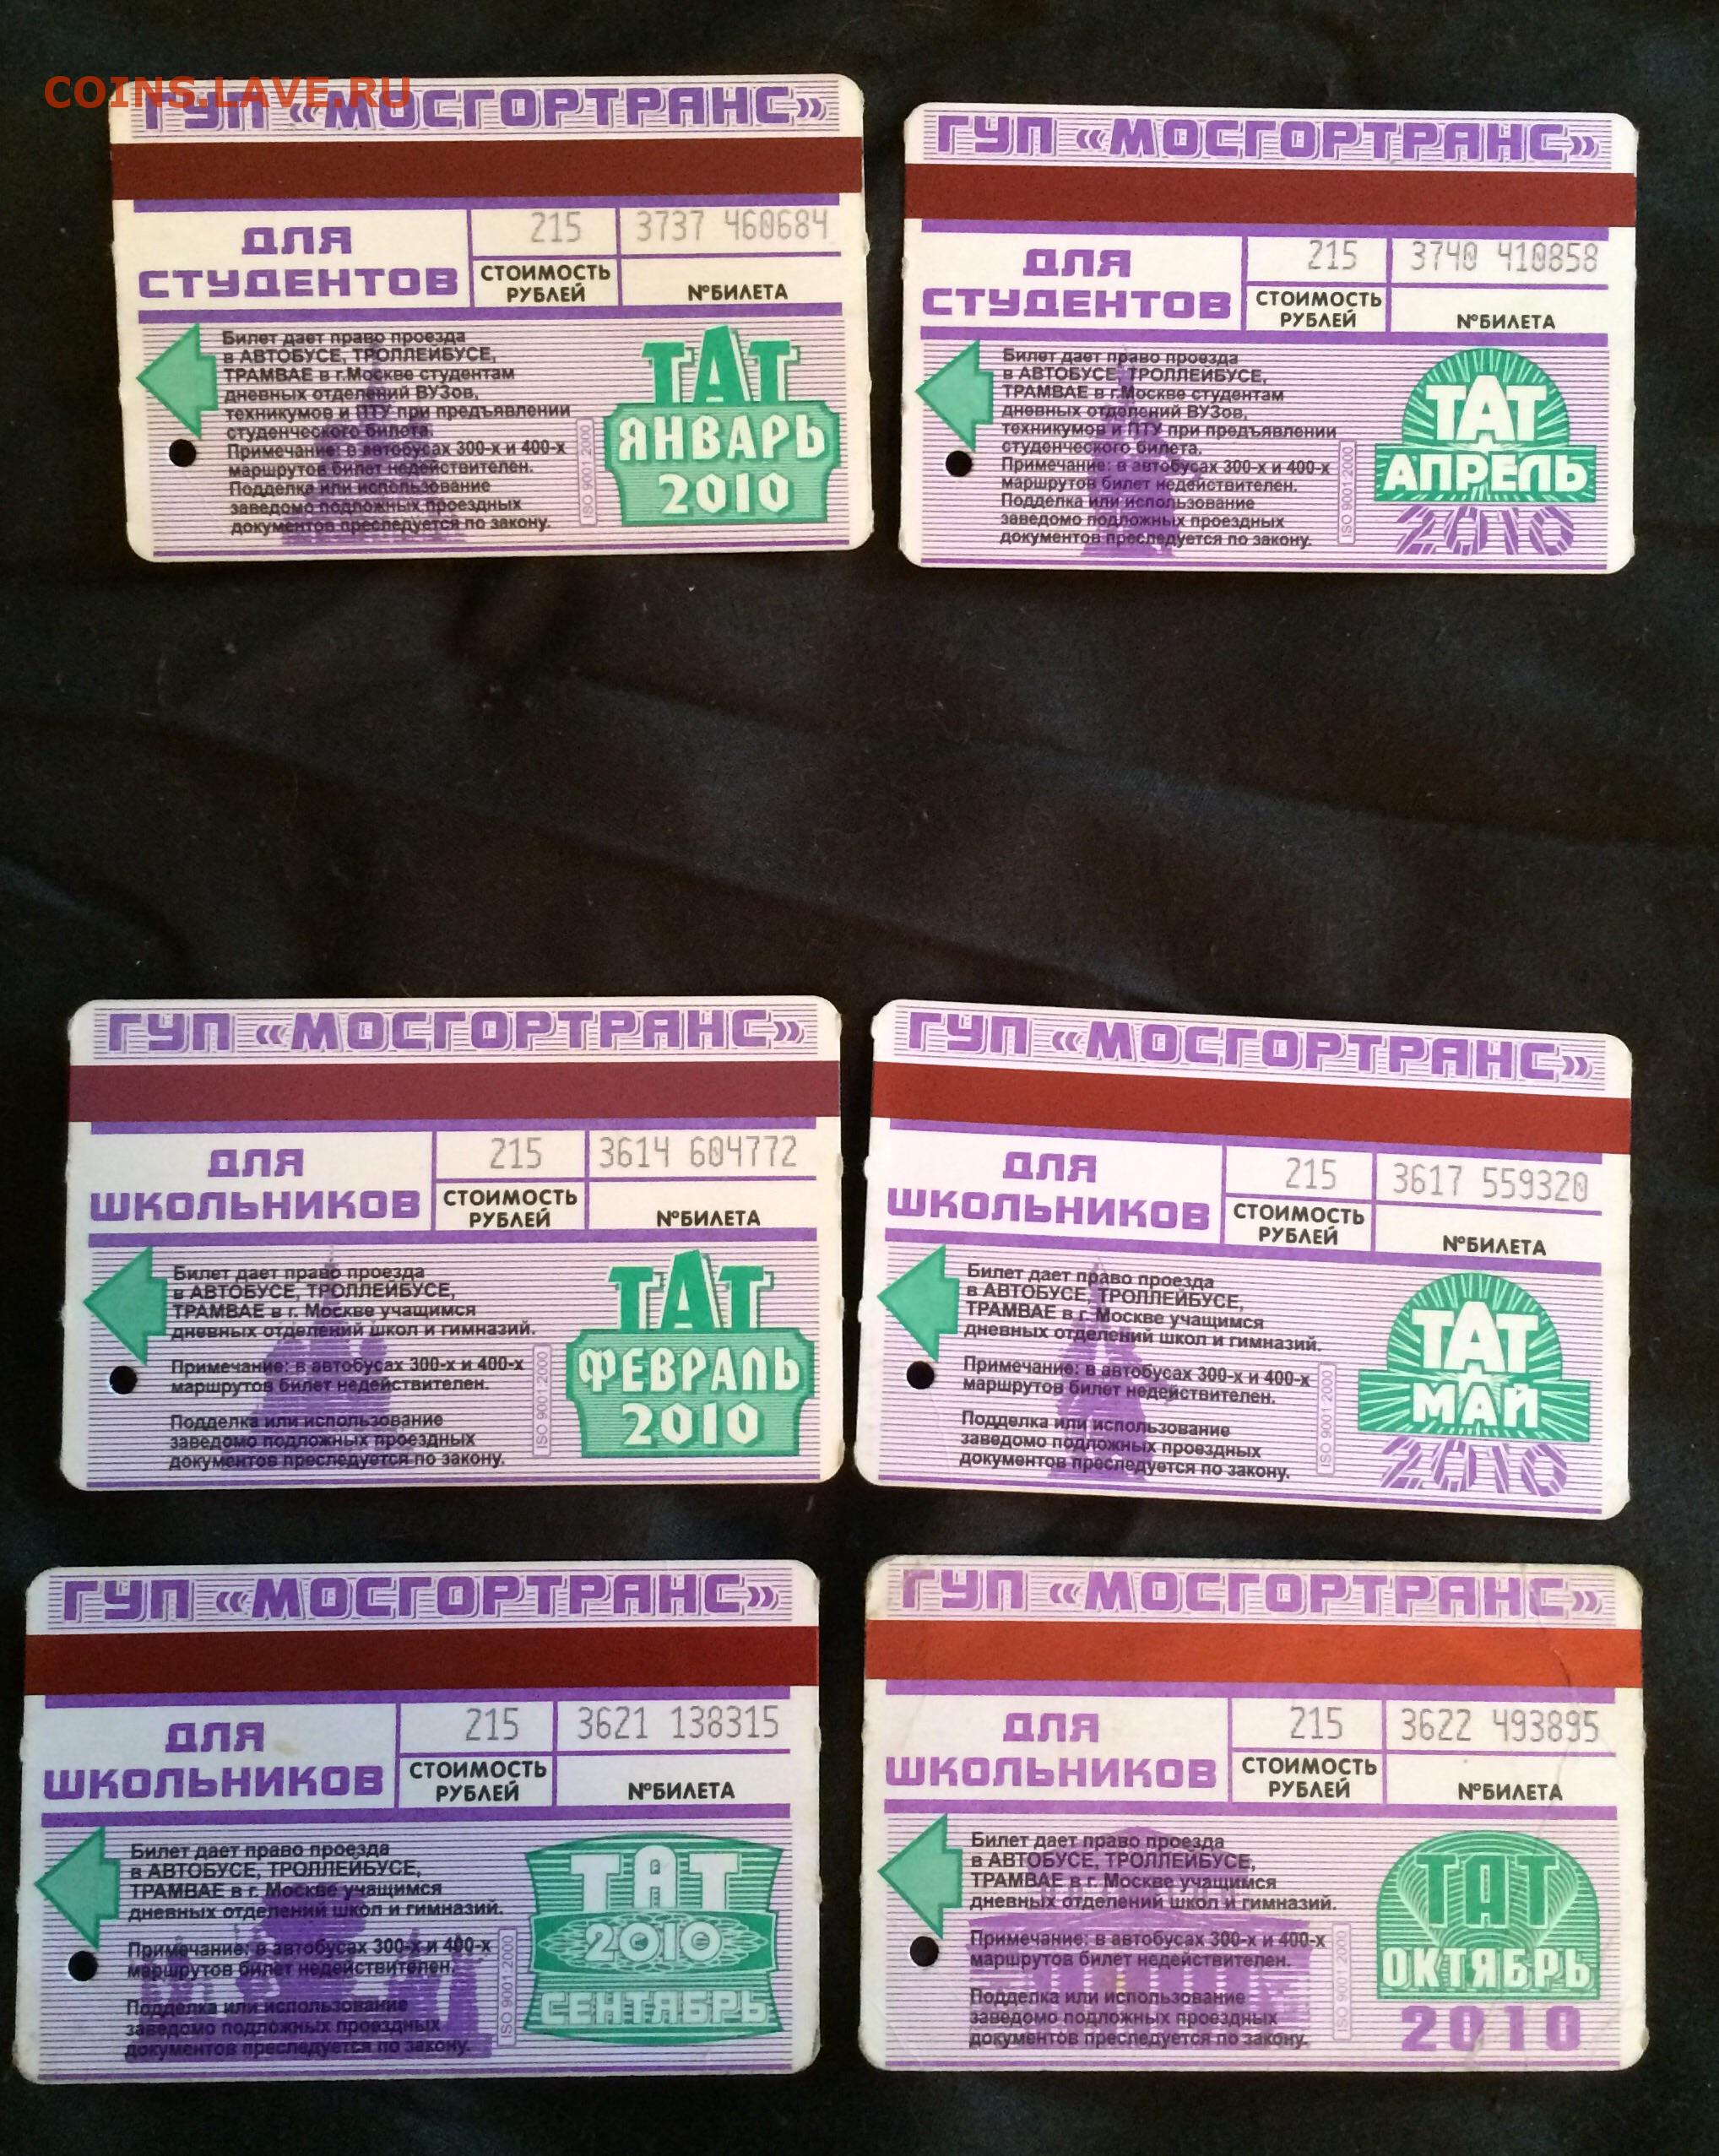 COINS.LAVE.RU
ГУП «МОСГОРТРАНС»
ДЛЯ
СТУДЕНТОВ
215
СТОИМОСТЬ
РУБЛЕЙ
3737 460684
№БИЛЕТА
Билет дает право проезда
в АВТОБУСЕ, ТРОЛЛЕЙБУСЕ,
ТРАМВАЕ в г.Москве студентам
дневных отделений ВУЗов,
техникумов и ПТУ при предъявлении
студенческого билета.
Примечание: в автобусах 300-х и 400-х
маршрутов билет недействителен.
Подделка или использование
заведомо подложных проездных
документов преследуется по закону.
ISO 9001:2000
ТАТ
ЯНВАРЬ
2010
ГУП «МОСГОРТРАНС»
ДЛЯ
СТУДЕНТОВ
215
СТОИМОСТЬ
РУБЛЕЙ
3740 410858
№БИЛЕТА
Билет дает право проезда
в АВТОБУСЕ, ТРОЛЛЕЙБУСЕ,
ТРАМВАЕ в г.Москве студентам
дневных отделений ВУЗов,
техникумов и ПТУ при предъявлении
студенческого билета.
Примечание: в автобусах 300-х и 400-х
маршрутов билет недействителен.
Подделка или использование
заведомо подложных проездных
документов преследуется по закону.
ISO 9001:2000
ТАТ
АПРЕЛЬ
2010
ГУП «МОСГОРТРАНС»
ДЛЯ
ШКОЛЬНИКОВ
215
СТОИМОСТЬ
РУБЛЕЙ
3614 604772
№БИЛЕТА
Билет дает право проезда
в АВТОБУСЕ, ТРОЛЛЕЙБУСЕ,
ТРАМВАЕ в г. Москве учащимся
дневных отделений школ и гимназий.
Примечание: в автобусах 300-х и 400-х
маршрутов билет недействителен.
Подделка или использование
заведомо подложных проездных
документов преследуется по закону.
ISO 9001:2000
ТАТ
ФЕВРАЛЬ
2010
ГУП «МОСГОРТРАНС»
ДЛЯ
ШКОЛЬНИКОВ
215
СТОИМОСТЬ
РУБЛЕЙ
3617 559320
№БИЛЕТА
Билет дает право проезда
в АВТОБУСЕ, ТРОЛЛЕЙБУСЕ,
ТРАМВАЕ в г. Москве учащимся
дневных отделений школ и гимназий.
Примечание: в автобусах 300-х и 400-х
маршрутов билет недействителен.
Подделка или использование
заведомо подложных проездных
документов преследуется по закону.
ISO 9001:2000
ТАТ
МАЙ
2010
ГУП «МОСГОРТРАНС»
ДЛЯ
ШКОЛЬНИКОВ
215
СТОИМОСТЬ
РУБЛЕЙ
3621 138315
№БИЛЕТА
Билет дает право проезда
в АВТОБУСЕ, ТРОЛЛЕЙБУСЕ,
ТРАМВАЕ в г. Москве учащимся
дневных отделений школ и гимназий.
Примечание: в автобусах 300-х и 400-х
маршрутов билет недействителен.
Подделка или использование
заведомо подложных проездных
документов преследуется по закону.
ISO 9001:2000
ТАТ
2010
СЕНТЯБРЬ
ГУП «МОСГОРТРАНС»
ДЛЯ
ШКОЛЬНИКОВ
215
СТОИМОСТЬ
РУБЛЕЙ
3622 493895
№БИЛЕТА
Билет дает право проезда
в АВТОБУСЕ, ТРОЛЛЕЙБУСЕ,
ТРАМВАЕ в г. Москве учащимся
дневных отделений школ и гимназий.
Примечание: в автобусах 300-х и 400-х
маршрутов билет недействителен.
Подделка или использование
заведомо подложных проездных
документов преследуется по закону.
ISO 9001:2000
ТАТ
ОКТЯБРЬ
2010